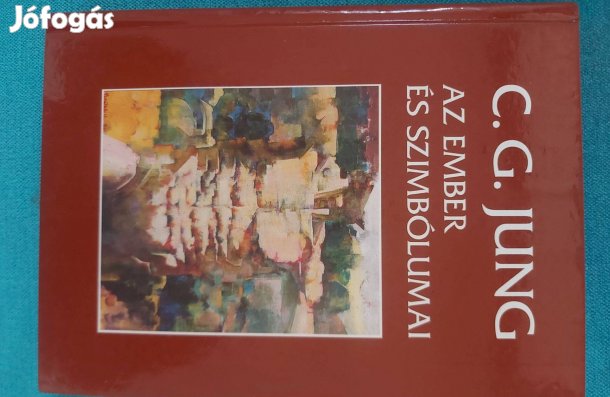 Jófogás
C. G. JUNG
AZ EMBER
ÉS SZIMBÓLUMAI